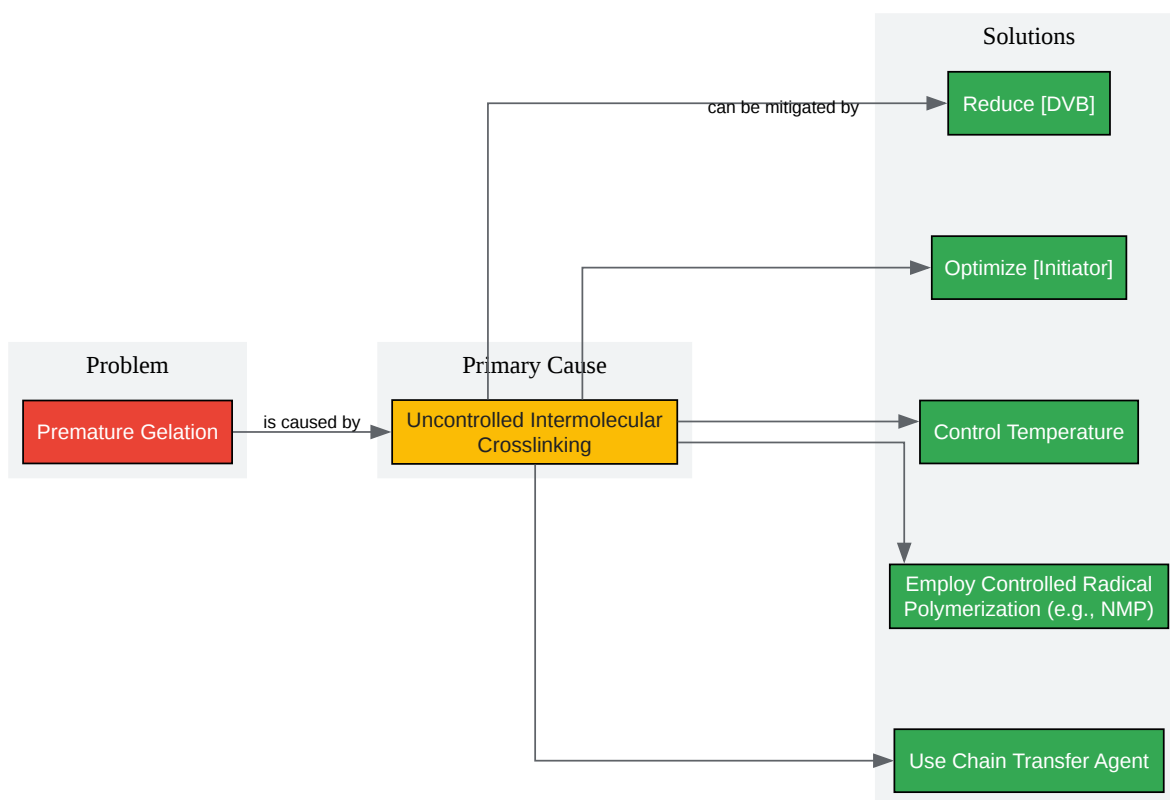 Solutions
Reduce [DVB]
can be mitigated by
Optimize [Initiator]
Problem
Primary Cause
Premature Gelation
is caused by
Uncontrolled Intermolecular
Crosslinking
Control Temperature
Employ Controlled Radical
Polymerization (e.g., NMP)
Use Chain Transfer Agent